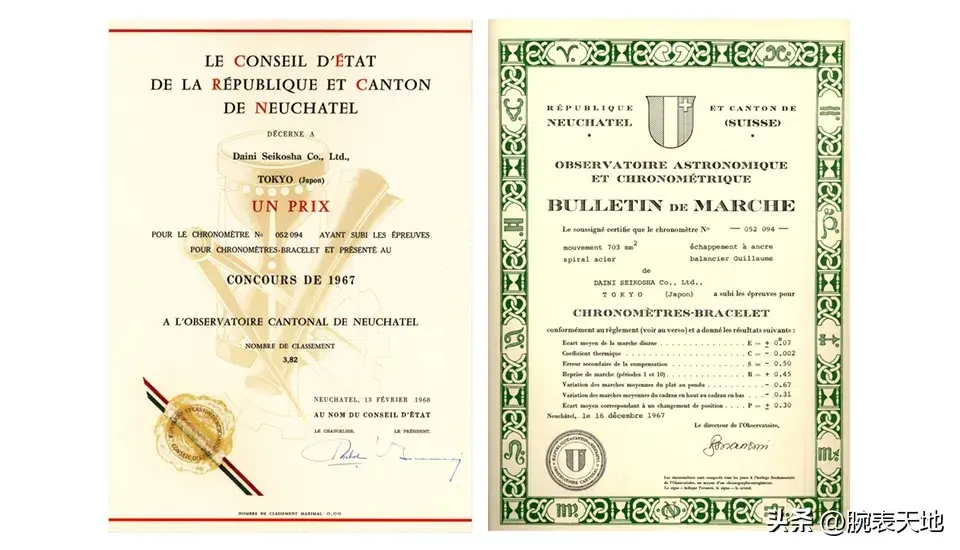 LE CONSEIL D'ÉTAT
DE LA RÉPUBLIQUE ET CANTON
DE NEUCHATEL
DÉCERNE A
Daini Seikosha Co., Ltd.,
TOKYO (Japon)
UN PRIX
POUR LE CHRONOMÈTRE No 052 094 AYANT SUBI LES ÉPREUVES
POUR CHRONOMÈTRES-BRACELET ET PRÉSENTÉ AU
CONCOURS DE 1967
A L'OBSERVATOIRE CANTONAL DE NEUCHATEL
NOMBRE DE CLASSEMENT
3,82
NEUCHATEL, 13 FÉVRIER 1968
AU NOM DU CONSEIL D'ÉTAT
LE CHANCELIER, LE PRÉSIDENT,
NOMBRE DE CLASSEMENT MAXIMAL: 0,00
RÉPUBLIQUE ET CANTON DE
NEUCHATEL (SUISSE)
OBSERVATOIRE ASTRONOMIQUE
ET CHRONOMÉTRIQUE
BULLETIN DE MARCHE
Le soussigné certifie que le chronomètre No — 052 094 —
mouvement 703 mm2 échappement à ancre
spiral acier balancier Guillaume
de
DAINI SEIKOSHA Co., Ltd.,
TOKYO (Japon) a subi les épreuves pour
CHRONOMÈTRES-BRACELET
conformément au règlement (voir au verso) et a donné les résultats suivants :
Ecart moyen de la marche diurne E = ± 0.07
Coefficient thermique C = - 0.002
Erreur secondaire de la compensation S = - 0.50
Reprise de marche (périodes 1 et 10) R = + 0.45
Variation des marches moyennes du plat au pendu - 0.67
Variation des marches moyennes du cadran en haut au cadran en bas - 0.31
Ecart moyen correspondant à un changement de position P = ± 0.30
Neuchâtel, le 16 décembre 1967
Le directeur de l'Observatoire,
头条 @腕表天地